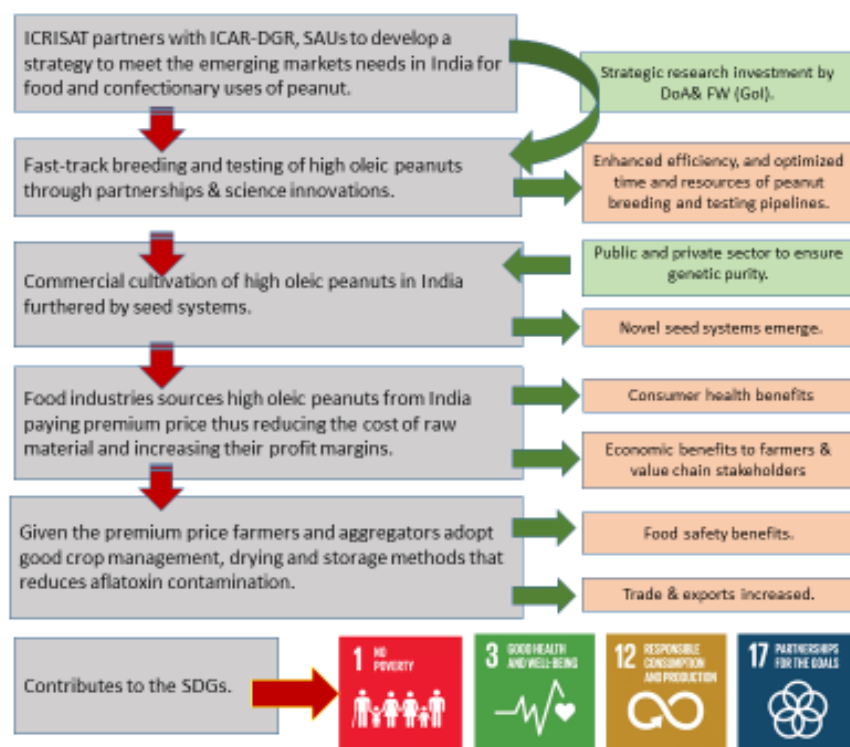 ICRISAT partners with ICAR-DGR, SAUs to develop a
strategy to meet the emerging markets needs in India for
food and confectionary uses of peanut.
Strategic research investment by
DoA& FW (GoI).
Fast-track breeding and testing of high oleic peanuts
through partnerships & science innovations.
Enhanced efficiency, and optimized
time and resources of peanut
breeding and testing pipelines.
Commercial cultivation of high oleic peanuts in India
furthered by seed systems.
Public and private sector to ensure
genetic purity.
Novel seed systems emerge.
Food industries sources high oleic peanuts from India
paying premium price thus reducing the cost of raw
material and increasing their profit margins.
Consumer health benefits
Economic benefits to farmers &
value chain stakeholders
Given the premium price farmers and aggregators adopt
good crop management, drying and storage methods that
reduces aflatoxin contamination.
Food safety benefits.
Trade & exports increased.
Contributes to the SDGs.
1 NO
POVERTY
3 GOOD HEALTH
AND WELL-BEING
12 RESPONSIBLE
CONSUMPTION
AND PRODUCTION
17 PARTNERSHIPS
FOR THE GOALS